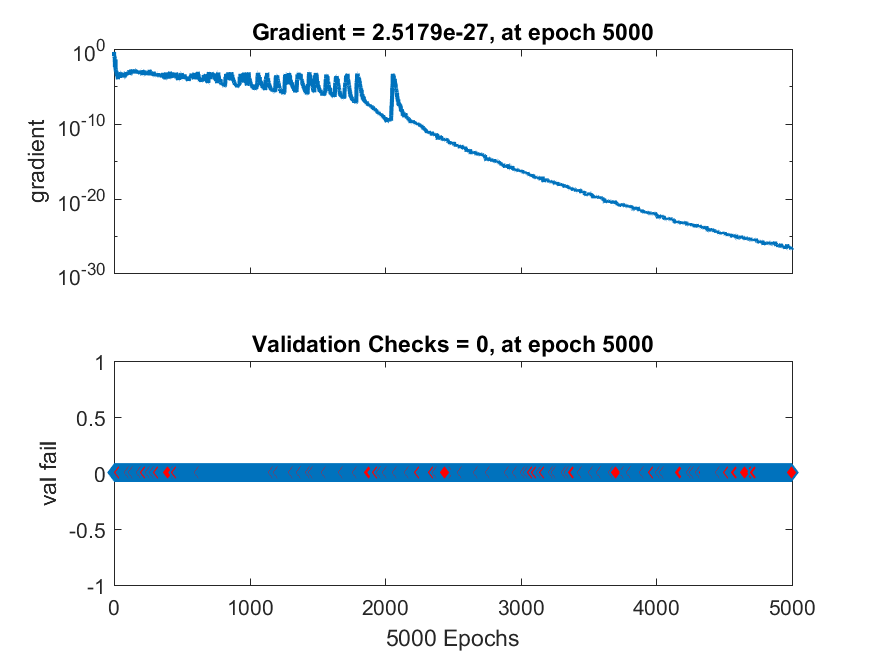 Gradient = 2.5179e-27, at epoch 5000
10^0
10^-10
10^-20
10^-30
gradient
Validation Checks = 0, at epoch 5000
1
0.5
0
-0.5
-1
val fail
0 1000 2000 3000 4000 5000
5000 Epochs